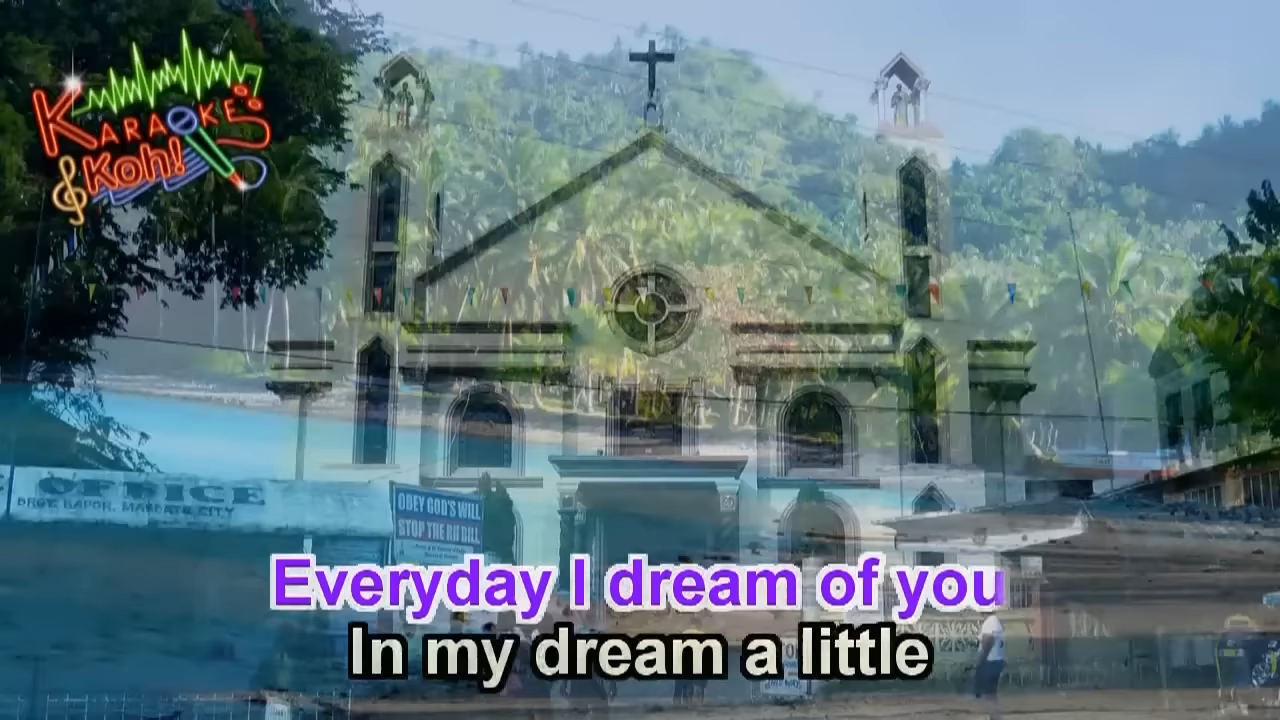 KARAOKE
Koh!
OFFICE
OBEY GOD'S WILL
STOP THE RH BILL
Everyday I dream of you
In my dream a little